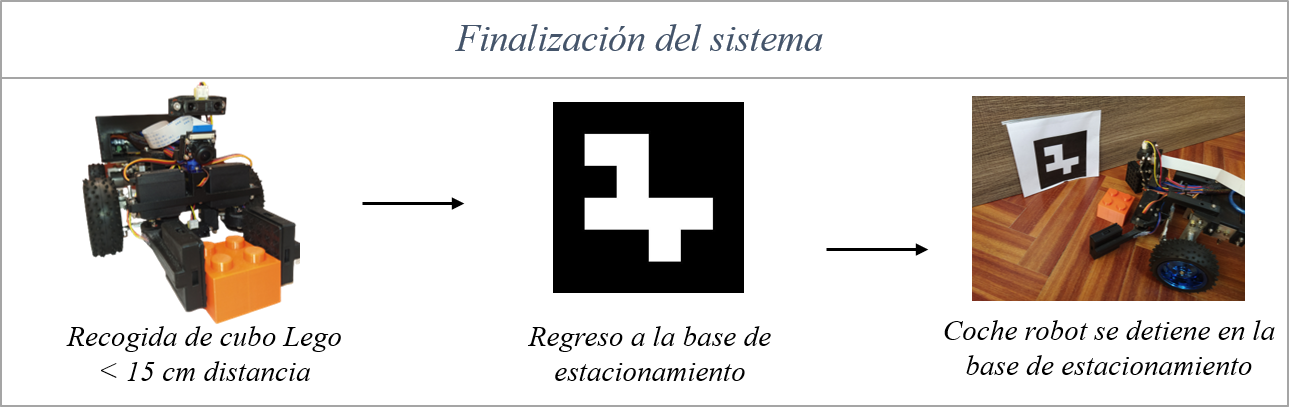 Finalización del sistema
Recogida de cubo Lego
< 15 cm distancia
Regreso a la base de
estacionamiento
Coche robot se detiene en la
base de estacionamiento